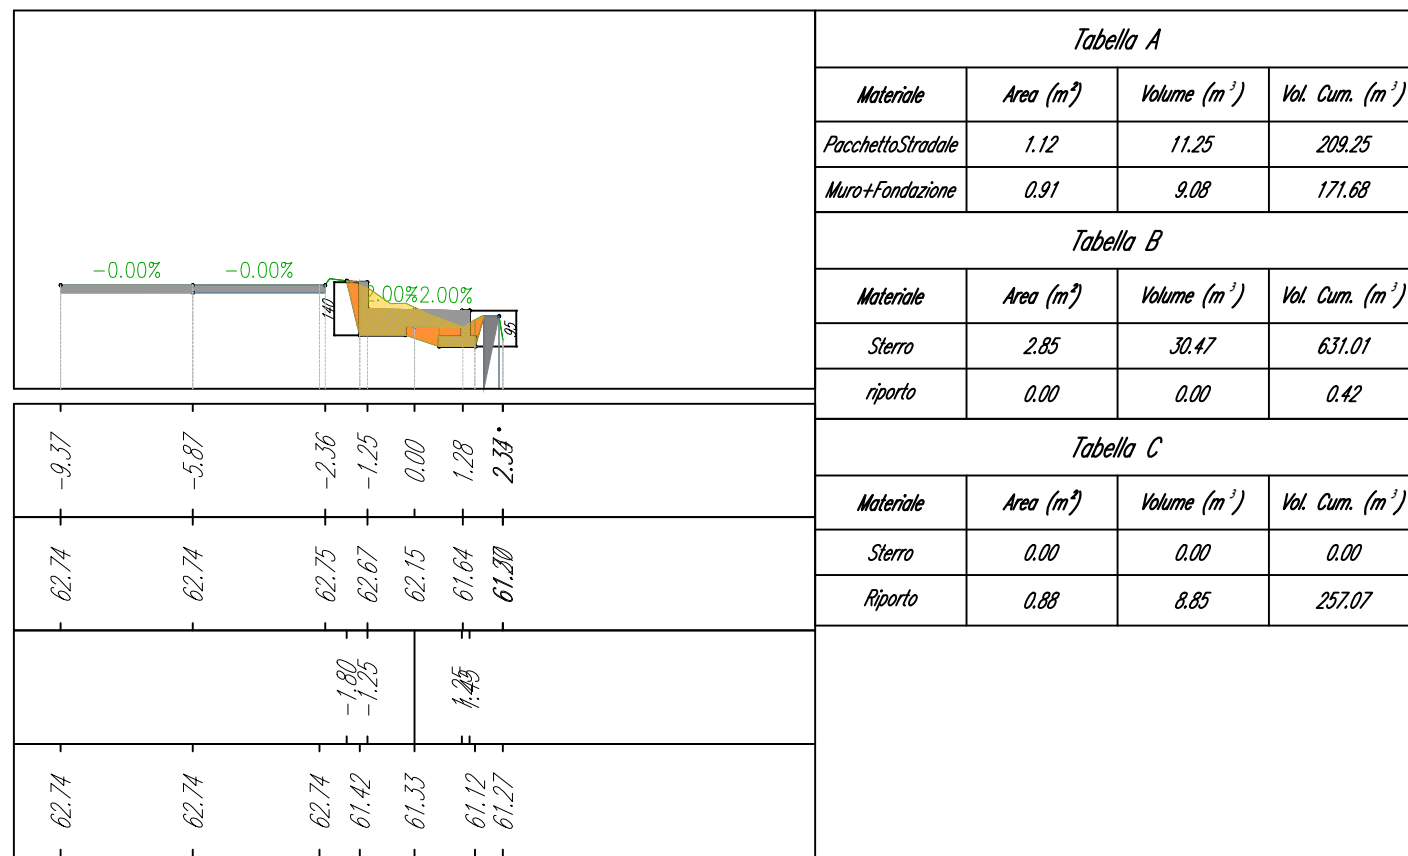 -0.00%
-0.00%
2.00%
140
95
-9.37 -5.87 -2.36 -1.25 0.00 1.28
62.74 62.74 62.75 62.67 62.15 61.64
-1.80 -1.25 1.25 1.45
62.74 62.74 62.74 61.42 61.33 61.12 61.27
Tabella A
Materiale Area (m²) Volume (m³) Vol. Cum. (m³)
PacchettoStradale 1.12 11.25 209.25
Muro+Fondazione 0.91 9.08 171.68
Tabella B
Materiale Area (m²) Volume (m³) Vol. Cum. (m³)
Sterro 2.85 30.47 631.01
riporto 0.00 0.00 0.42
Tabella C
Materiale Area (m²) Volume (m³) Vol. Cum. (m³)
Sterro 0.00 0.00 0.00
Riporto 0.88 8.85 257.07